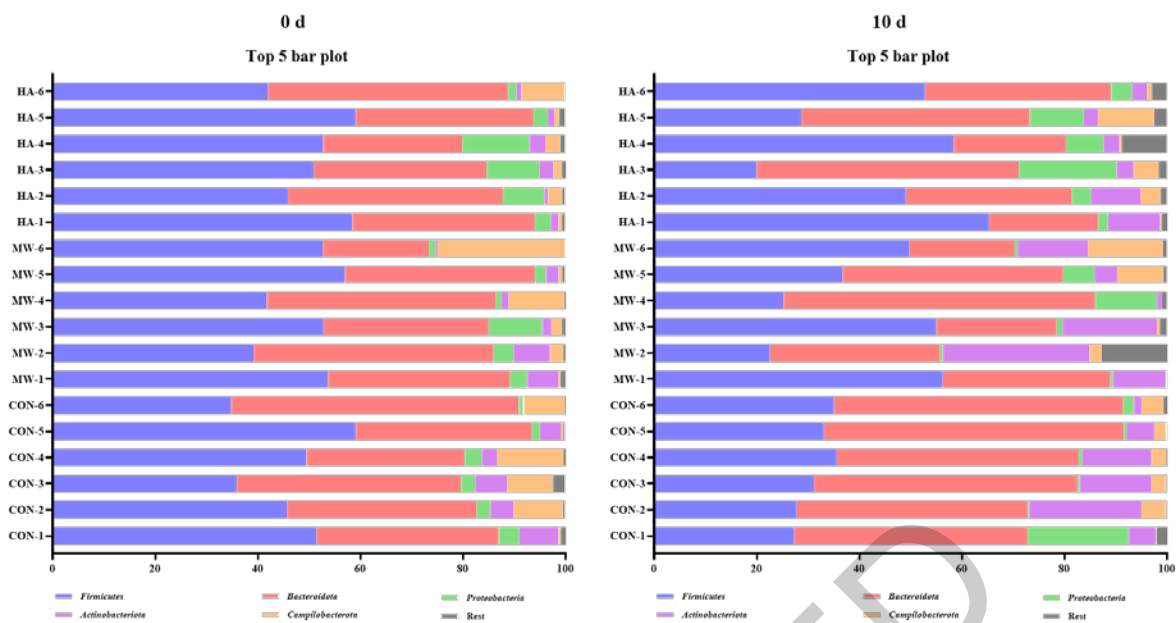 0 d
Top 5 bar plot
HA-6
HA-5
HA-4
HA-3
HA-2
HA-1
MW-6
MW-5
MW-4
MW-3
MW-2
MW-1
CON-6
CON-5
CON-4
CON-3
CON-2
CON-1
0 20 40 60 80 100
Firmicutes Bacteroidota Proteobacteria
Actinobacteriota Campilobacterota Rest
10 d
Top 5 bar plot
HA-6
HA-5
HA-4
HA-3
HA-2
HA-1
MW-6
MW-5
MW-4
MW-3
MW-2
MW-1
CON-6
CON-5
CON-4
CON-3
CON-2
CON-1
0 20 40 60 80 100
Firmicutes Bacteroidota Proteobacteria
Actinobacteriota Campilobacterota Rest